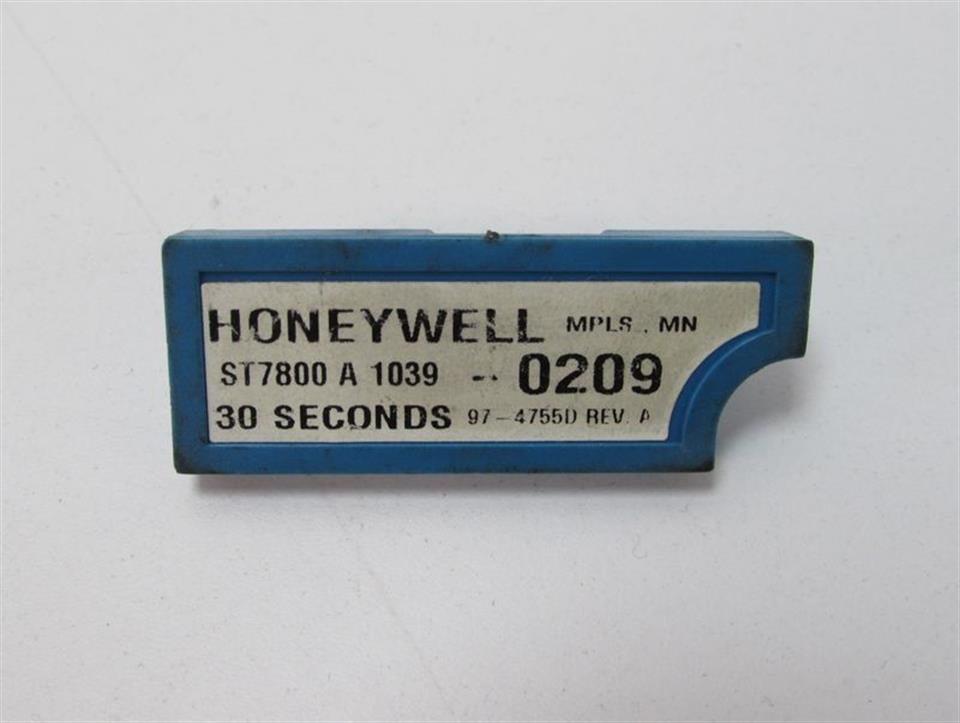 HONEYWELL MPLS., MN
ST7800 A 1039 -- 0209
30 SECONDS 97-4755D REV. A